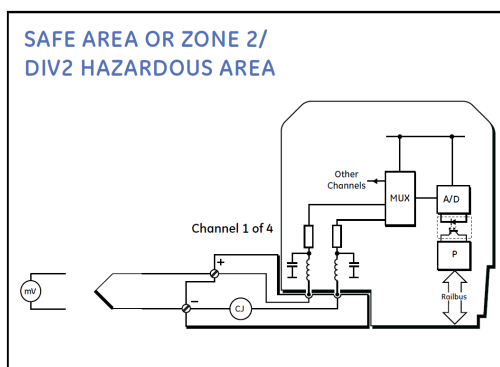 SAFE AREA OR ZONE 2/
DIV2 HAZARDOUS AREA
Other
Channels
MUX
A/D
Channel 1 of 4
+
P
mV
–
CJ
Railbus